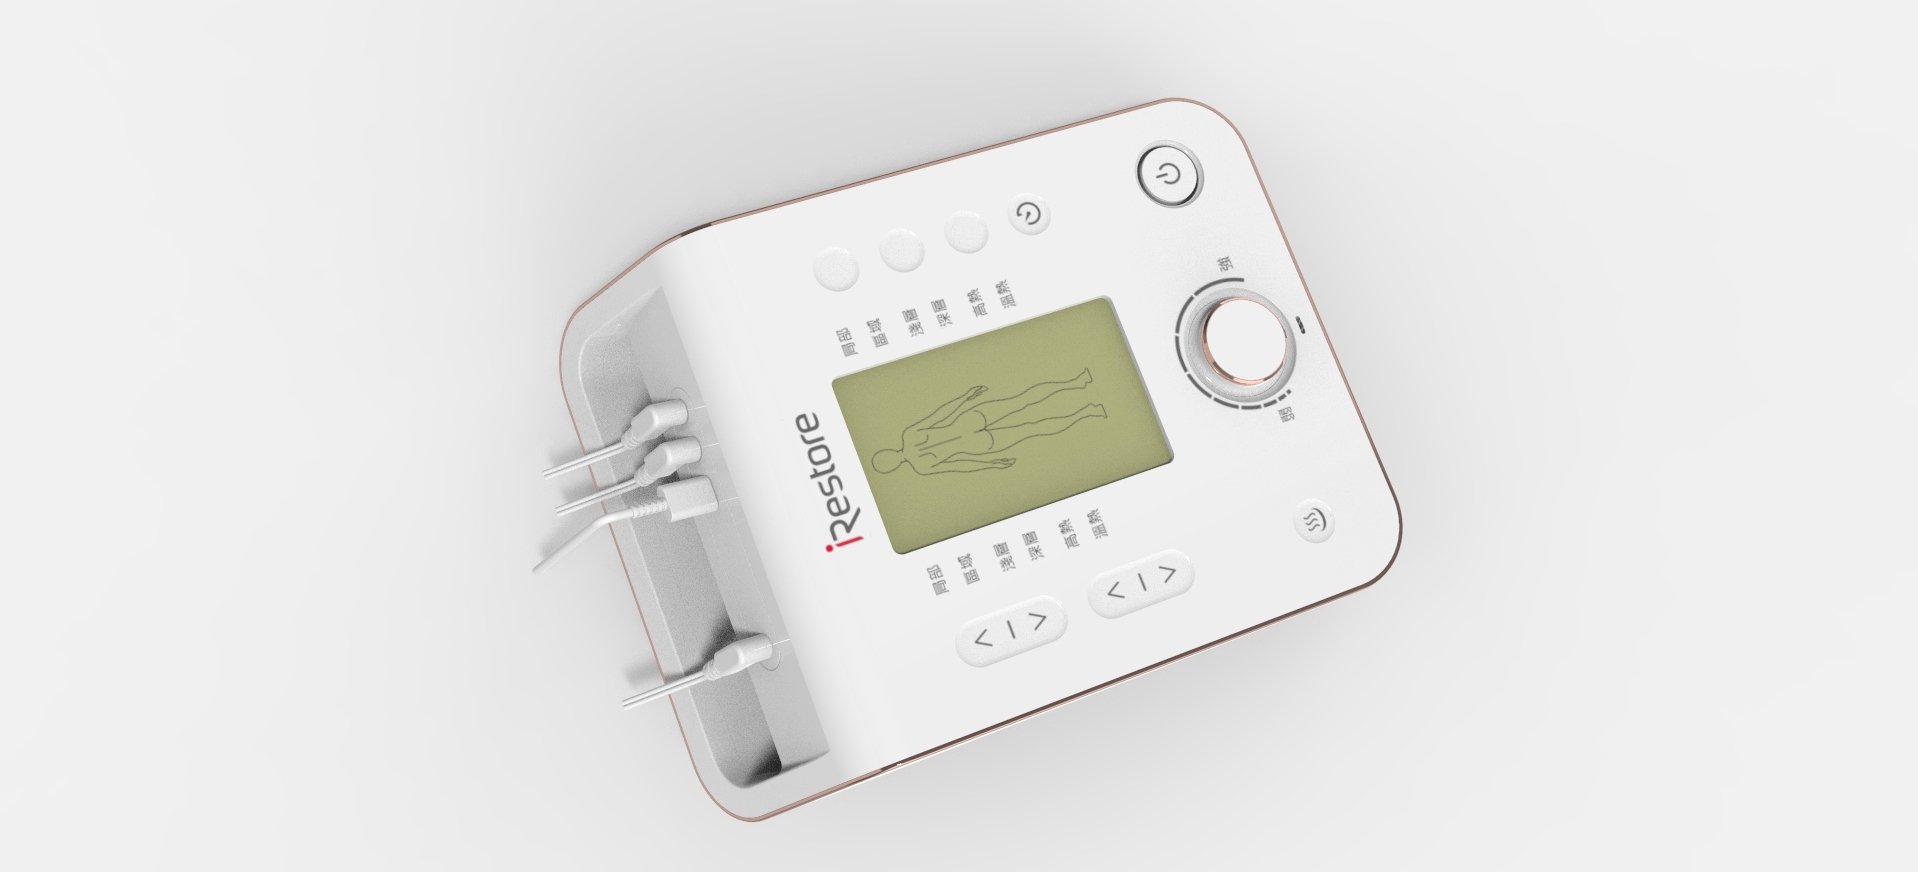 iRestore
局部
區域
淺層
深層
高熱
溫熱
局部
區域
淺層
深層
高熱
溫熱
強
弱